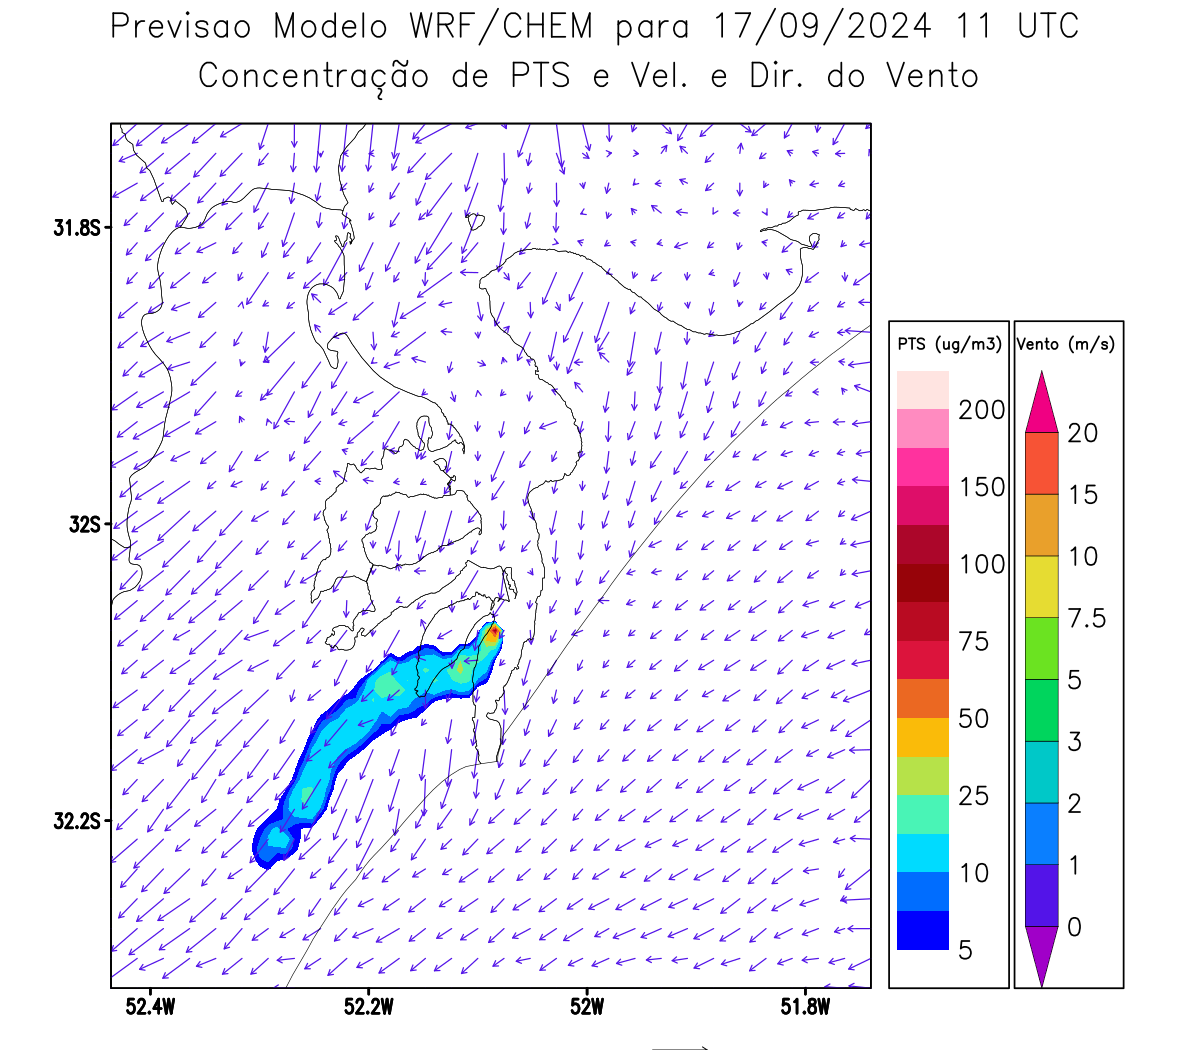 Previsao Modelo WRF/CHEM para 17/09/2024 11 UTC
Concentração de PTS e Vel. e Dir. do Vento
31.8S
32S
32.2S
52.4W
52.2W
52W
51.8W
PTS (ug/m3)
200
150
100
75
50
25
10
5
Vento (m/s)
20
15
10
7.5
5
3
2
1
0